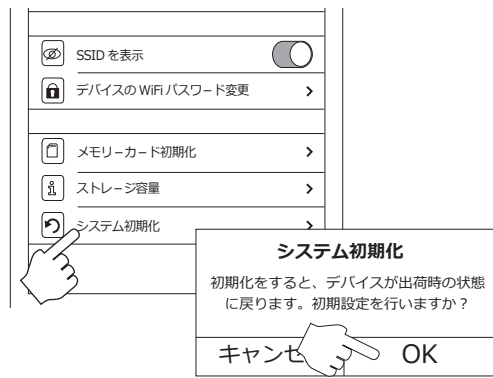 SSID を表示
デバイスの WiFi パスワード変更
メモリーカード初期化
ストレージ容量
システム初期化
システム初期化
初期化をすると、デバイスが出荷時の状態
に戻ります。初期設定を行いますか？
キャンセ OK